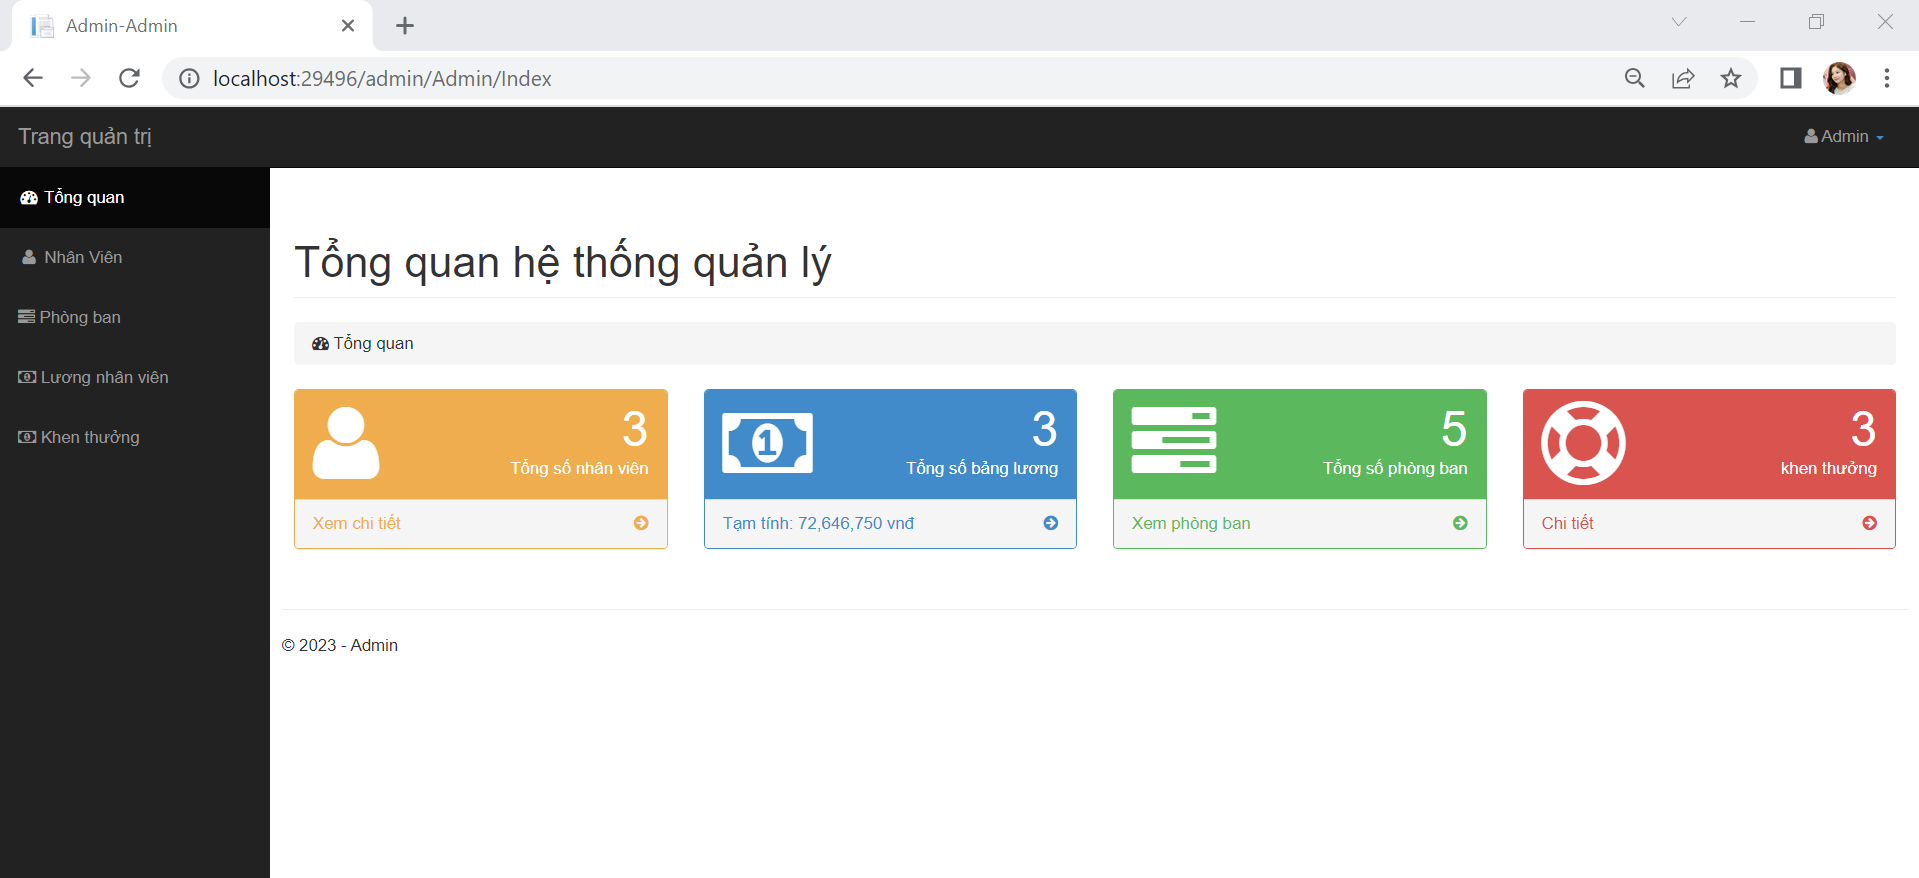 Admin-Admin
localhost:29496/admin/Admin/Index
Trang quản trị
Admin
Tổng quan
Nhân Viên
Phòng ban
Lương nhân viên
Khen thưởng
Tổng quan hệ thống quản lý
Tổng quan
3
Tổng số nhân viên
Xem chi tiết
1
3
Tổng số bảng lương
Tạm tính: 72,646,750 vnđ
5
Tổng số phòng ban
Xem phòng ban
3
khen thưởng
Chi tiết
© 2023 - Admin